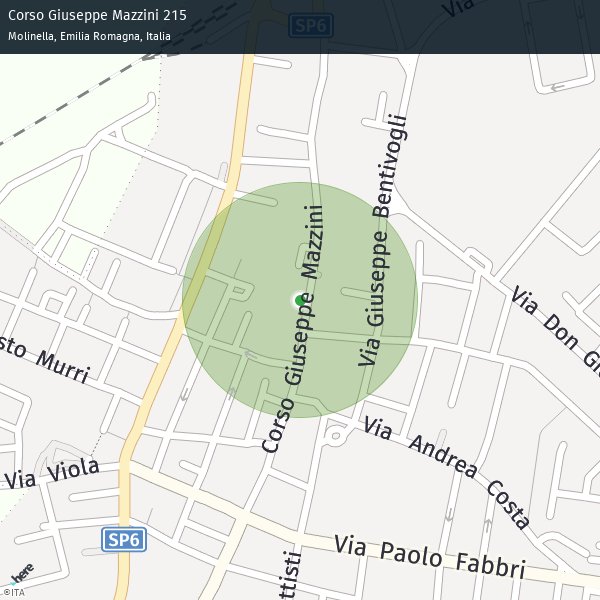 Corso Giuseppe Mazzini 215
Molinella, Emilia Romagna, Italia
SP6
Via
Via Giuseppe Bentivogli
Corso Giuseppe Mazzini
Via Don Gi
sto Murri
Via Andrea Costa
Via Viola
SP6
Via Paolo Fabbri
ttisti
here
©ITA